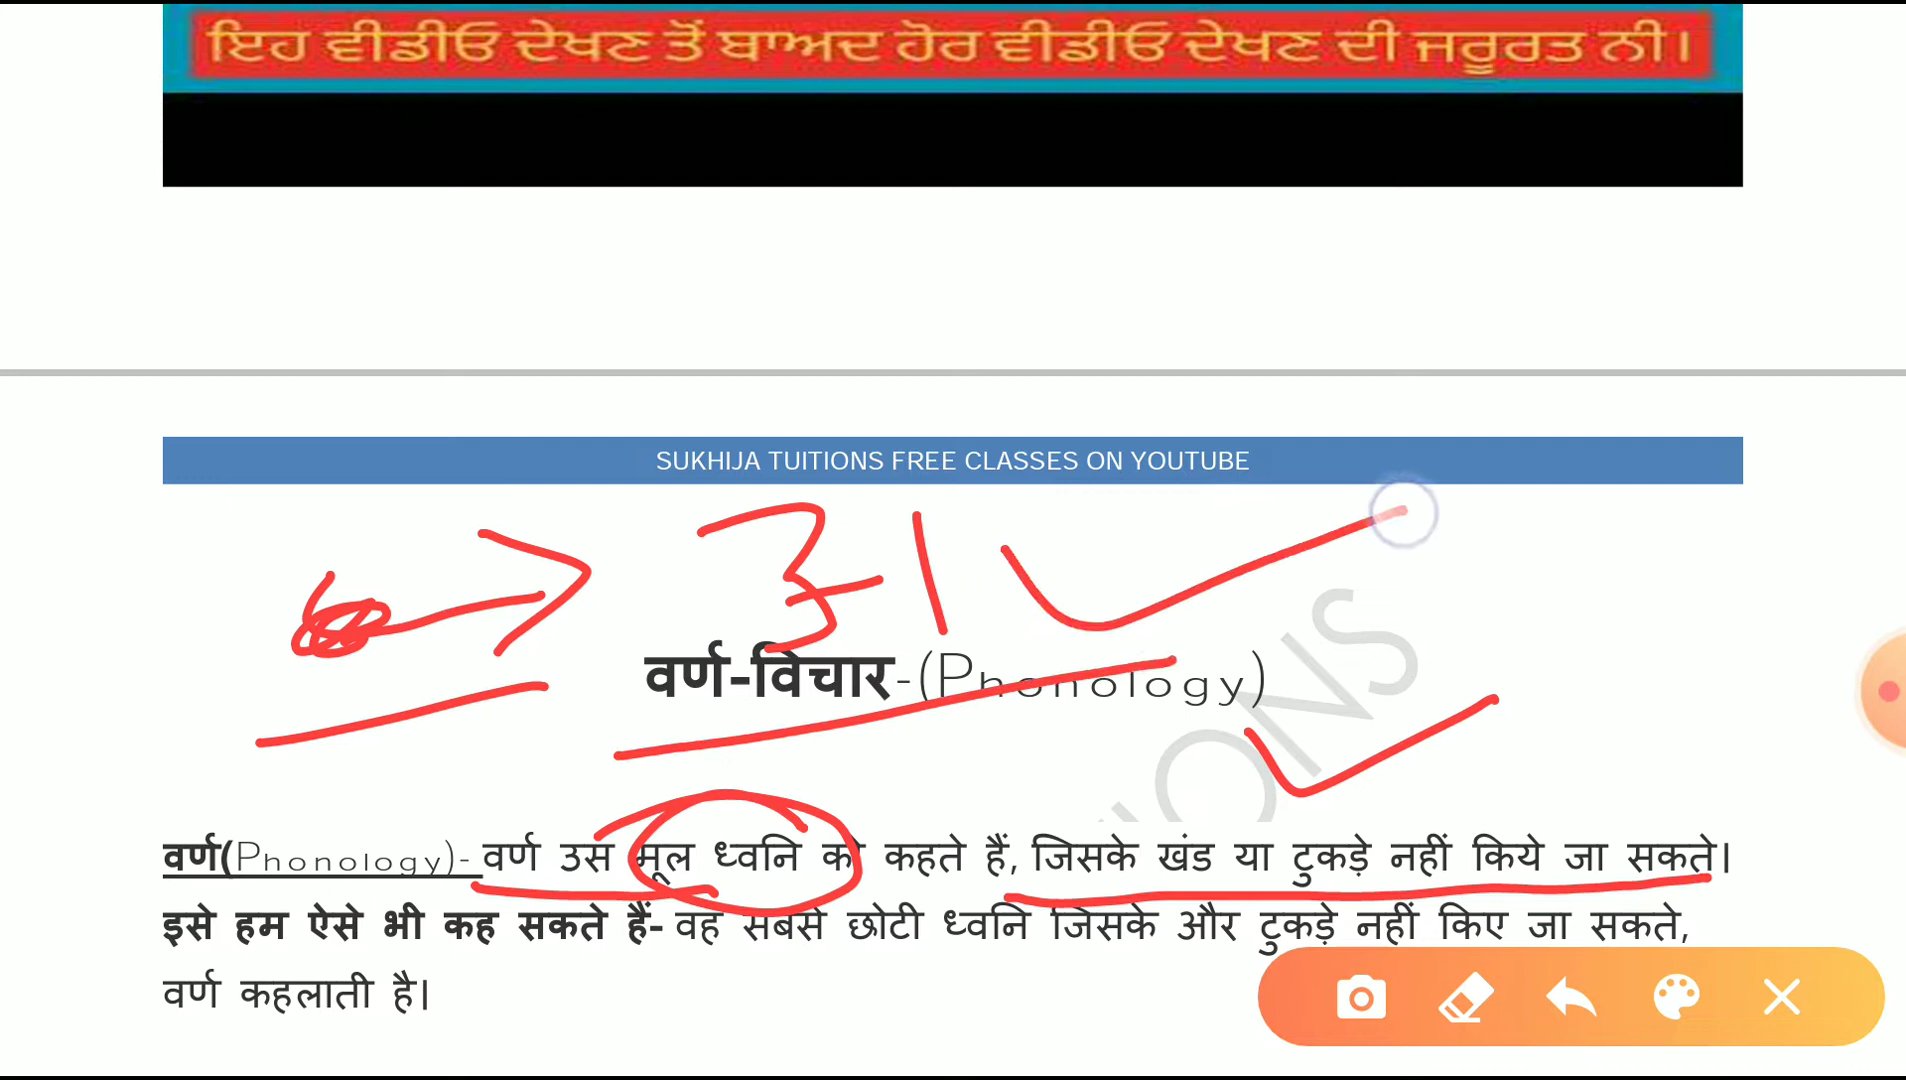 ਇਹ ਵੀਡੀਓ ਦੇਖਣ ਤੋਂ ਬਾਅਦ ਹੋਰ ਵੀਡੀਓ ਦੇਖਣ ਦੀ ਜਰੂਰਤ ਨੀ।
SUKHIJA TUITIONS FREE CLASSES ON YOUTUBE
अ
वर्ण-विचार-(Phonology)
वर्ण(Phonology)- वर्ण उस मूल ध्वनि को कहते हैं, जिसके खंड या टुकड़े नहीं किये जा सकते।
इसे हम ऐसे भी कह सकते हैं- वह सबसे छोटी ध्वनि जिसके और टुकड़े नहीं किए जा सकते,
वर्ण कहलाती है।